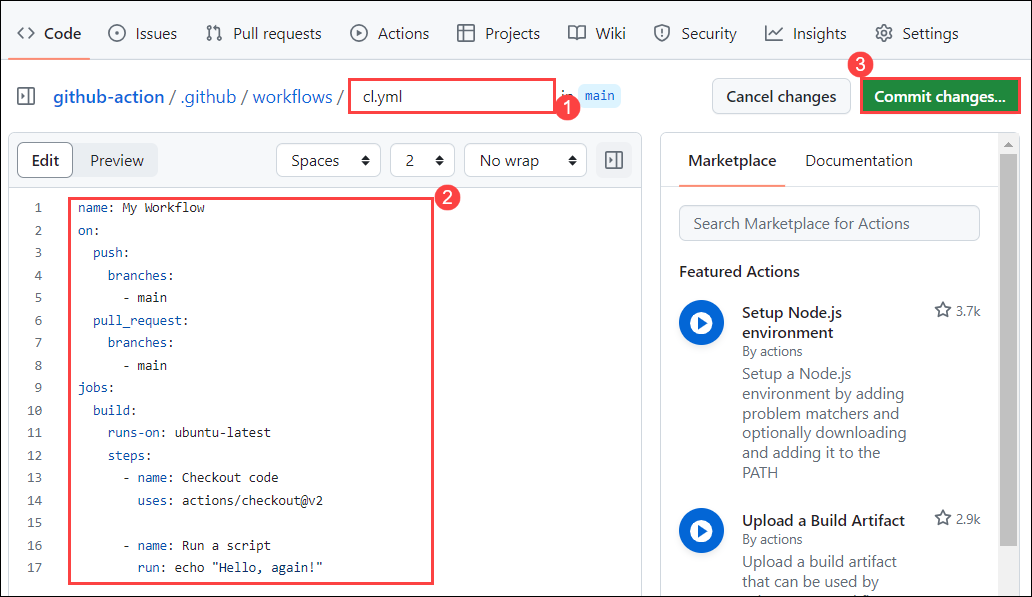 Code Issues Pull requests Actions Projects Wiki Security Insights Settings
3
github-action / .github / workflows / cl.yml in main Cancel changes Commit changes...
1
Edit Preview Spaces 2 No wrap
2
1 name: My Workflow
2 on:
3 push:
4 branches:
5 - main
6 pull_request:
7 branches:
8 - main
9 jobs:
10 build:
11 runs-on: ubuntu-latest
12 steps:
13 - name: Checkout code
14 uses: actions/checkout@v2
15
16 - name: Run a script
17 run: echo "Hello, again!"
Marketplace Documentation
Search Marketplace for Actions
Featured Actions
Setup Node.js 3.7k
environment
By actions
Setup a Node.js
environment by adding
problem matchers and
optionally downloading
and adding it to the
PATH
Upload a Build Artifact 2.9k
By actions
Upload a build artifact
that can be used by